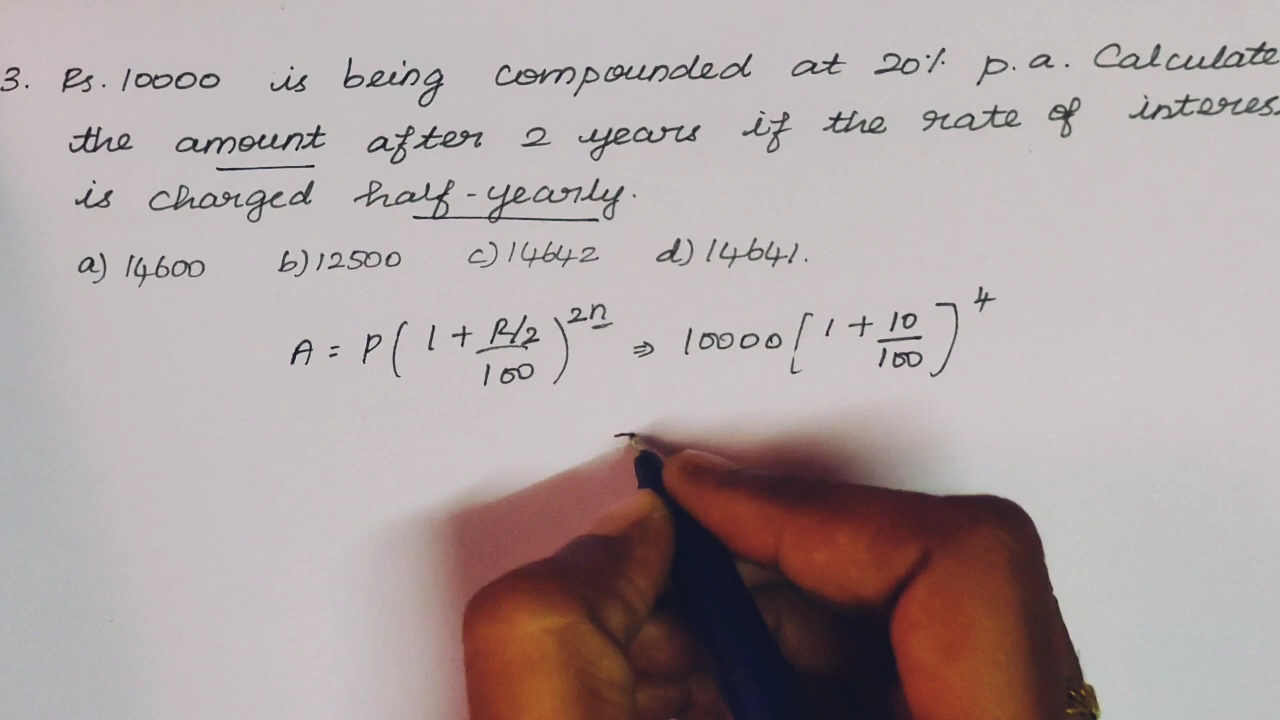 3. Rs. 10000 is being compounded at 20% p.a. Calculate
the amount after 2 years if the rate of interes
is charged half-yearly.
a) 14600 b) 12500 c) 14642 d) 14641.
A = P(1 + R/2/100)^2n ⇒ 10000[1 + 10/100]^4